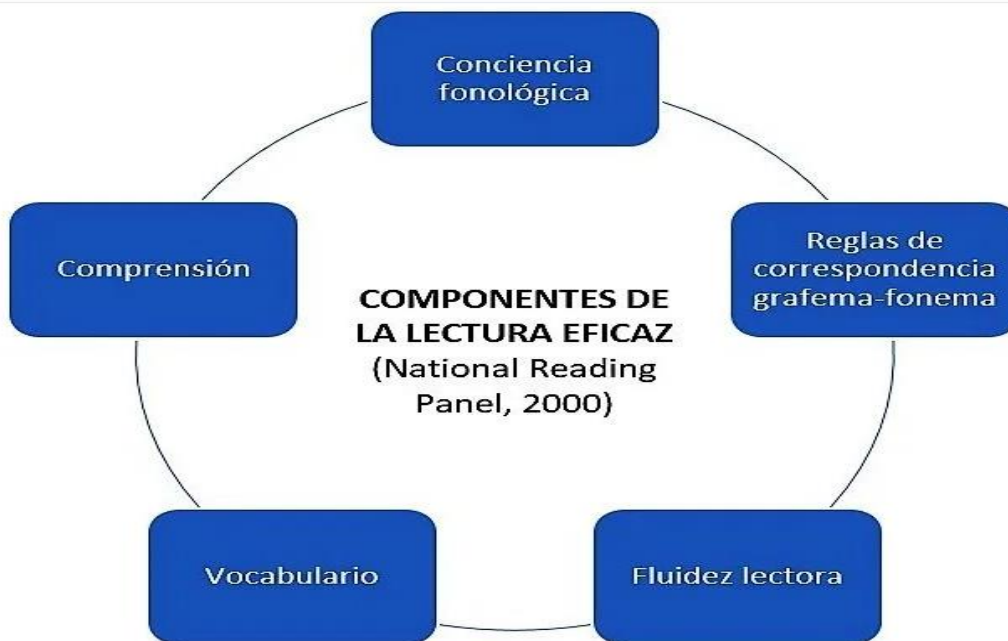 Conciencia
fonológica
Reglas de
correspondencia
grafema-fonema
Comprensión
COMPONENTES DE
LA LECTURA EFICAZ
(National Reading
Panel, 2000)
Vocabulario
Fluidez lectora